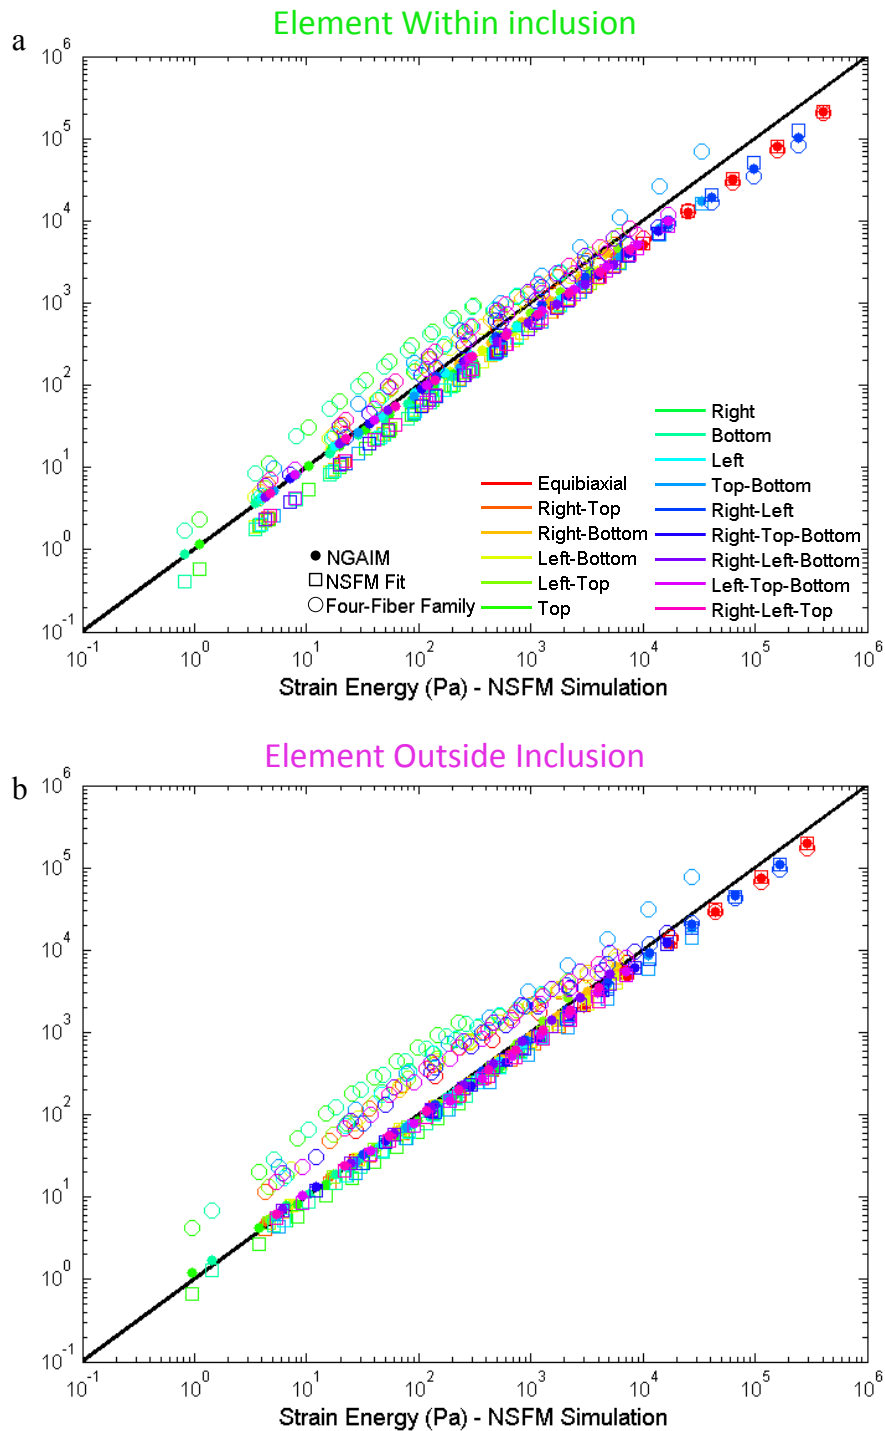 Element Within inclusion
a
10^6
10^5
10^4
10^3
10^2
10^1
10^0
10^-1
Right
Bottom
Left
Top-Bottom
Right-Left
Right-Top-Bottom
Right-Left-Bottom
Left-Top-Bottom
Right-Left-Top
Equibiaxial
Right-Top
Right-Bottom
Left-Bottom
Left-Top
Top
NGAIM
NSFM Fit
Four-Fiber Family
10^-1 10^0 10^1 10^2 10^3 10^4 10^5 10^6
Strain Energy (Pa) - NSFM Simulation
Element Outside Inclusion
b
10^6
10^5
10^4
10^3
10^2
10^1
10^0
10^-1
10^-1 10^0 10^1 10^2 10^3 10^4 10^5 10^6
Strain Energy (Pa) - NSFM Simulation